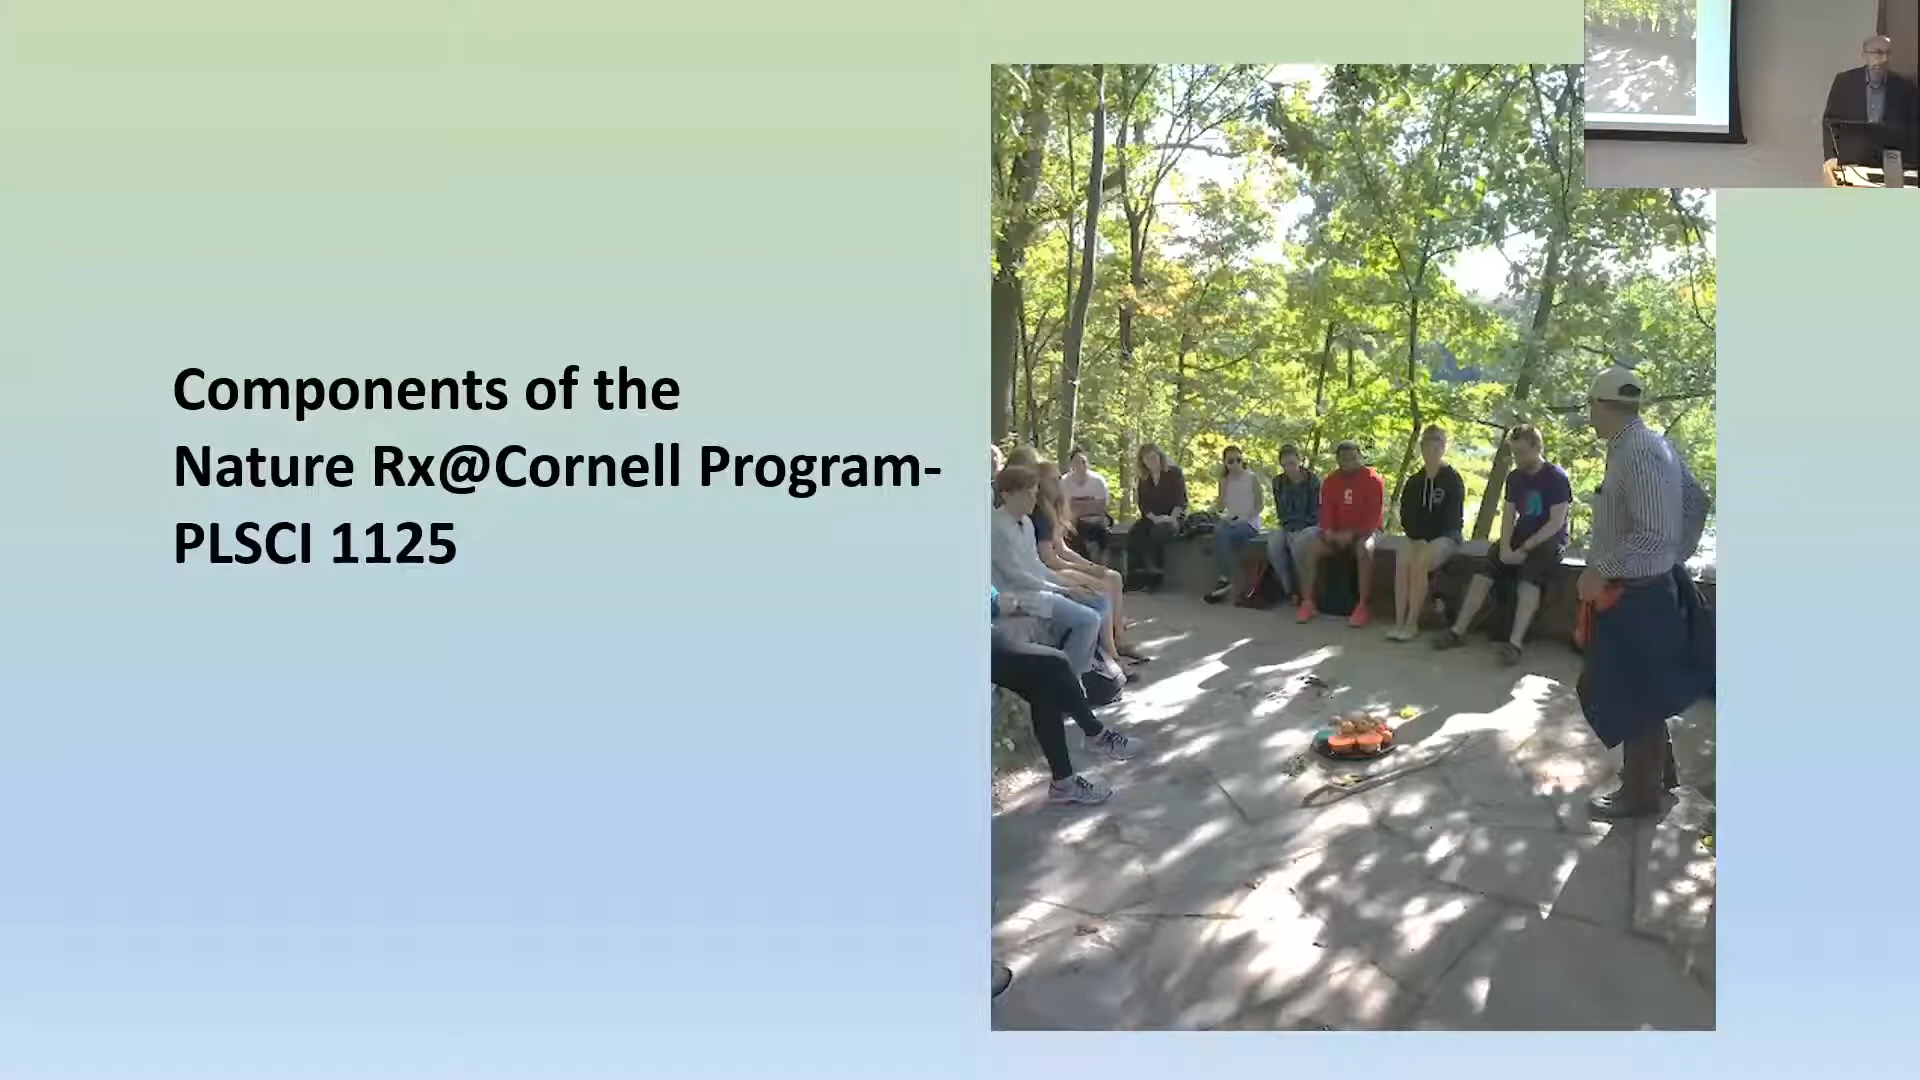 Components of the
Nature Rx@Cornell Program-
PLSCI 1125